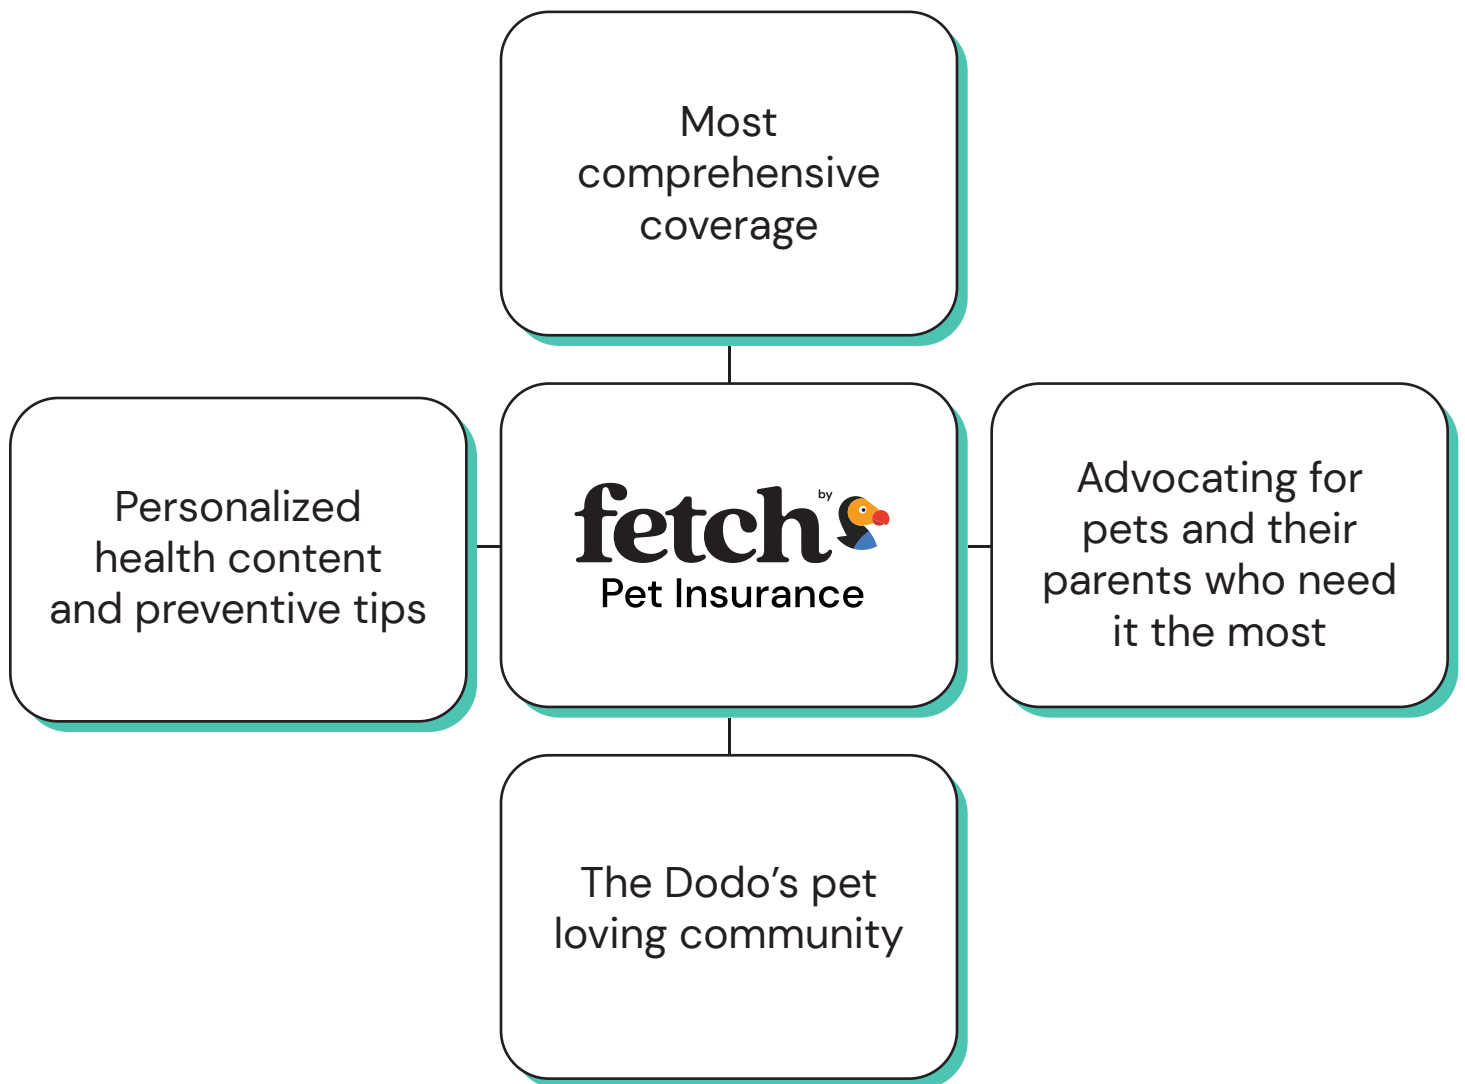 Most
comprehensive
coverage
Personalized
health content
and preventive tips
fetch by
Pet Insurance
Advocating for
pets and their
parents who need
it the most
The Dodo’s pet
loving community